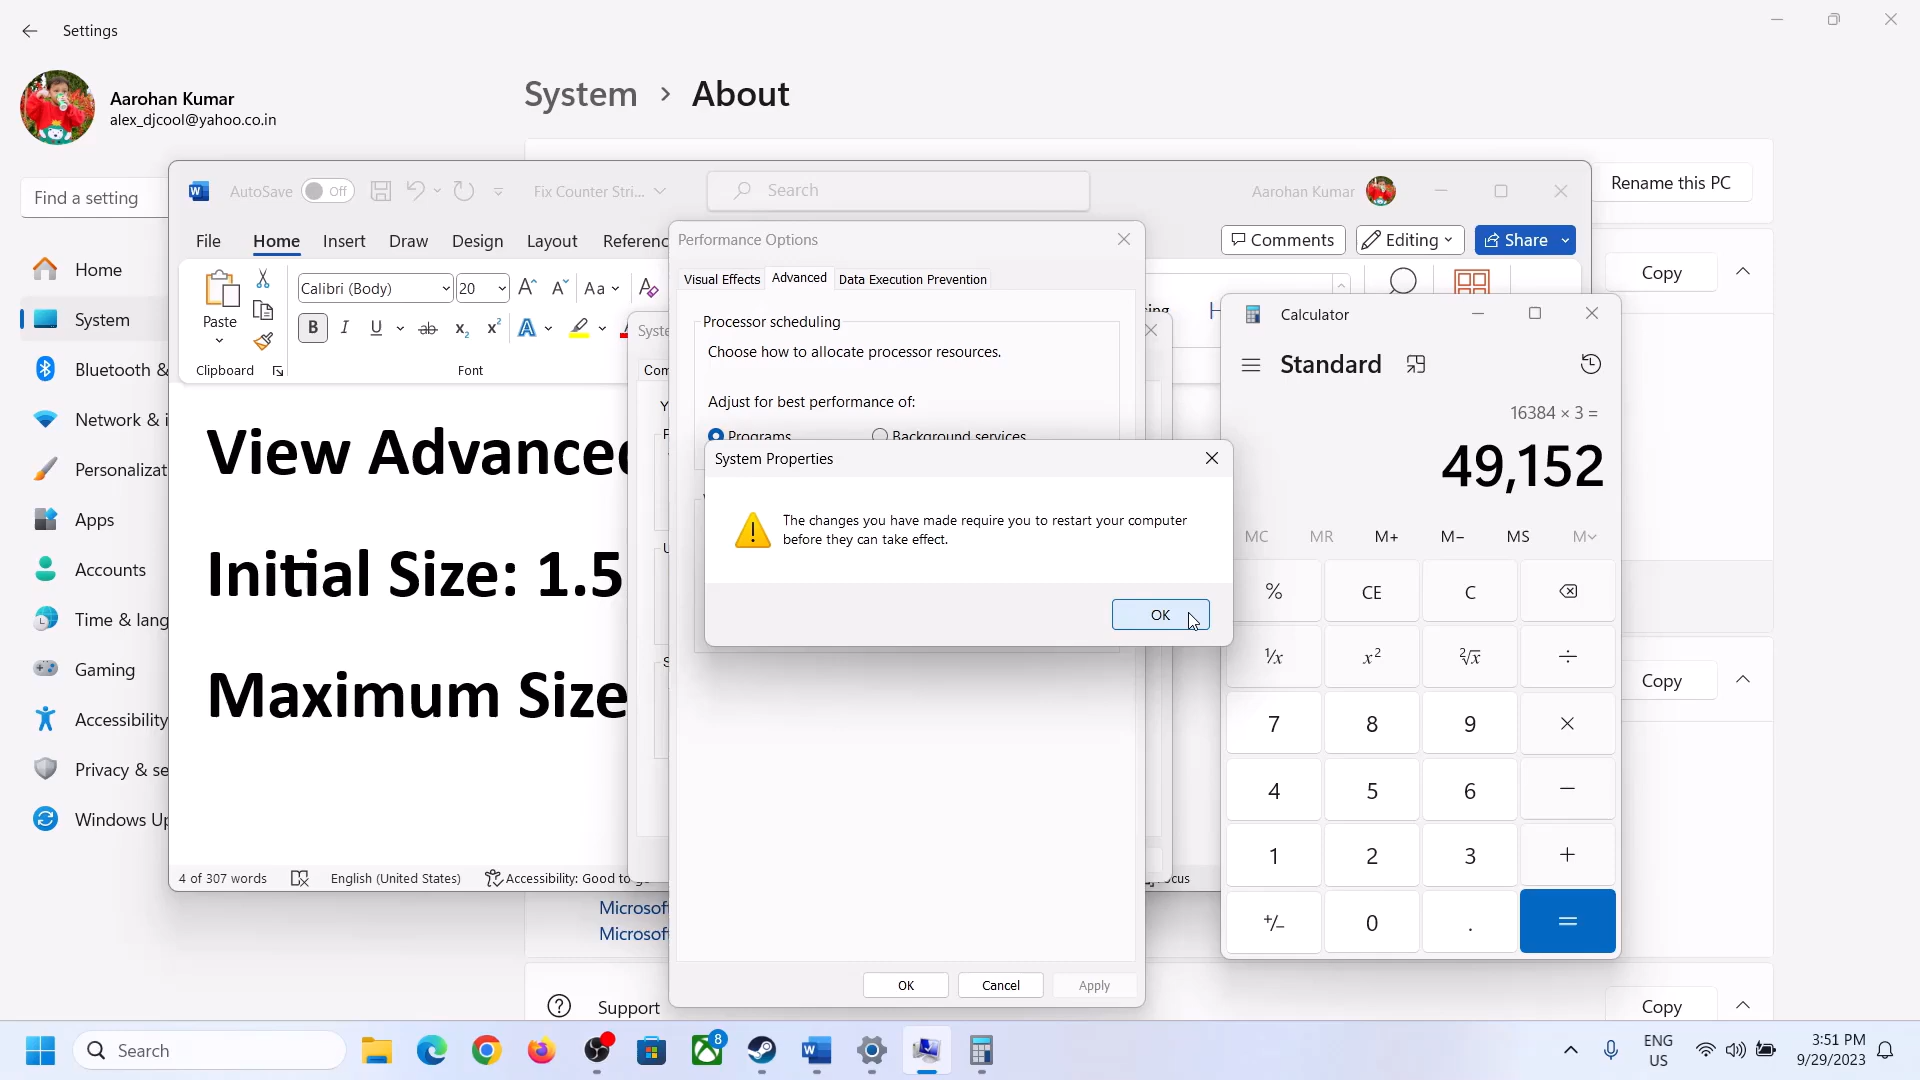 Settings
Aarohan Kumar
alex_djcool@yahoo.co.in
Find a setting
Home
System
Bluetooth &
Network & i
Personalizat
Apps
Accounts
Time & lang
Gaming
Accessibility
Privacy & se
Windows Up
System > About
Rename this PC
Copy
Copy
Copy
Microsof
Microsof
Support
AutoSave Off
Fix Counter Stri...
Search
Aarohan Kumar
File Home Insert Draw Design Layout Referenc
Comments Editing Share
Paste
Calibri (Body) 20
Clipboard Font
View Advanced
Initial Size: 1.5
Maximum Size
4 of 307 words English (United States) Accessibility: Good to
Performance Options
Visual Effects Advanced Data Execution Prevention
Processor scheduling
Choose how to allocate processor resources.
Adjust for best performance of:
Programs Background services
OK Cancel Apply
System Properties
The changes you have made require you to restart your computer
before they can take effect.
OK
Calculator
Standard
16384 × 3 =
49,152
MC MR M+ M− MS M
% CE C
¹/x x² ²√x ÷
7 8 9 ×
4 5 6 −
1 2 3 +
+/− 0 . =
Search
8
ENG
US
3:51 PM
9/29/2023